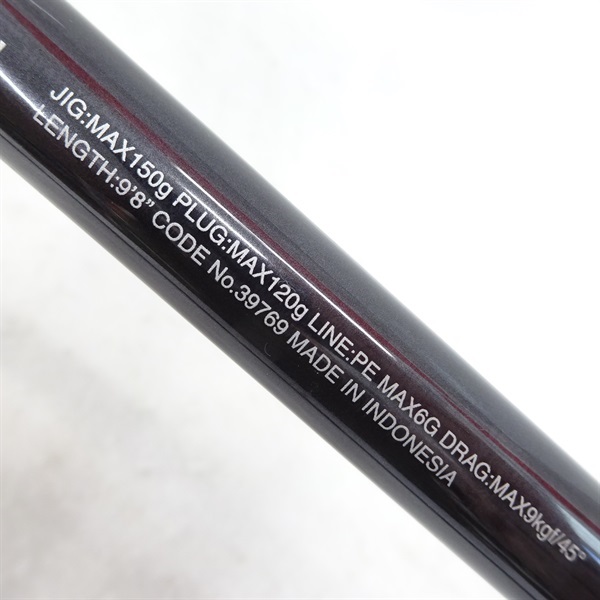 JIG:MAX150g PLUG:MAX120g LINE:PE MAX6G DRAG:MAX9kgf/45°
LENGTH:9'8" CODE No.39769 MADE IN INDONESIA